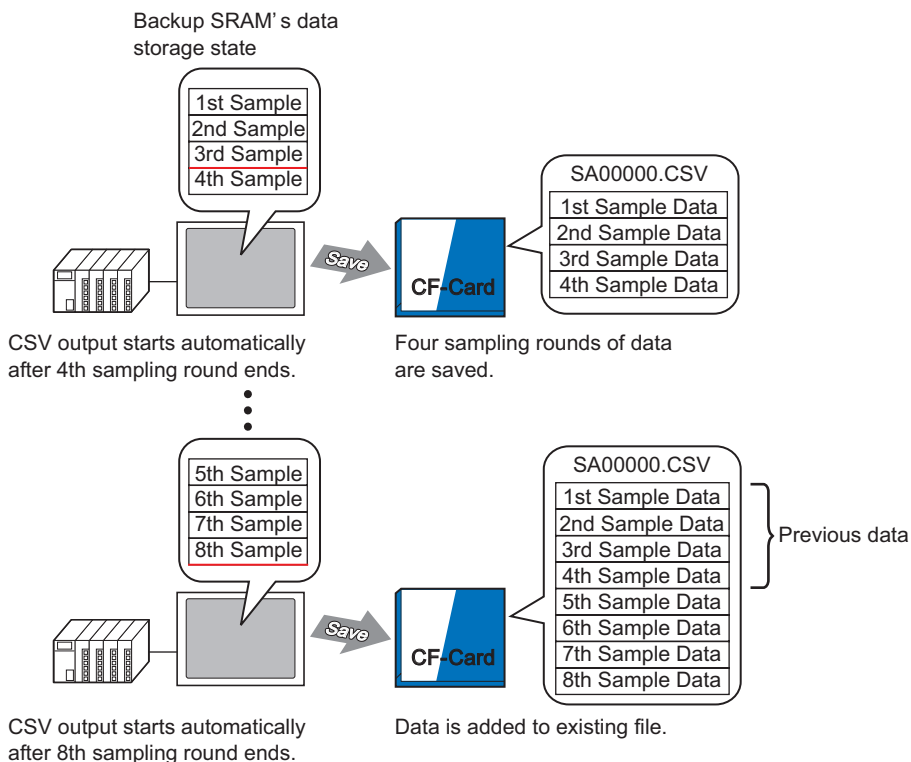 Backup SRAM's data
storage state
1st Sample
2nd Sample
3rd Sample
4th Sample
Save
CF-Card
SA00000.CSV
1st Sample Data
2nd Sample Data
3rd Sample Data
4th Sample Data
CSV output starts automatically
after 4th sampling round ends.
Four sampling rounds of data
are saved.
5th Sample
6th Sample
7th Sample
8th Sample
Save
CF-Card
SA00000.CSV
1st Sample Data
2nd Sample Data
3rd Sample Data
4th Sample Data
5th Sample Data
6th Sample Data
7th Sample Data
8th Sample Data
Previous data
CSV output starts automatically
after 8th sampling round ends.
Data is added to existing file.